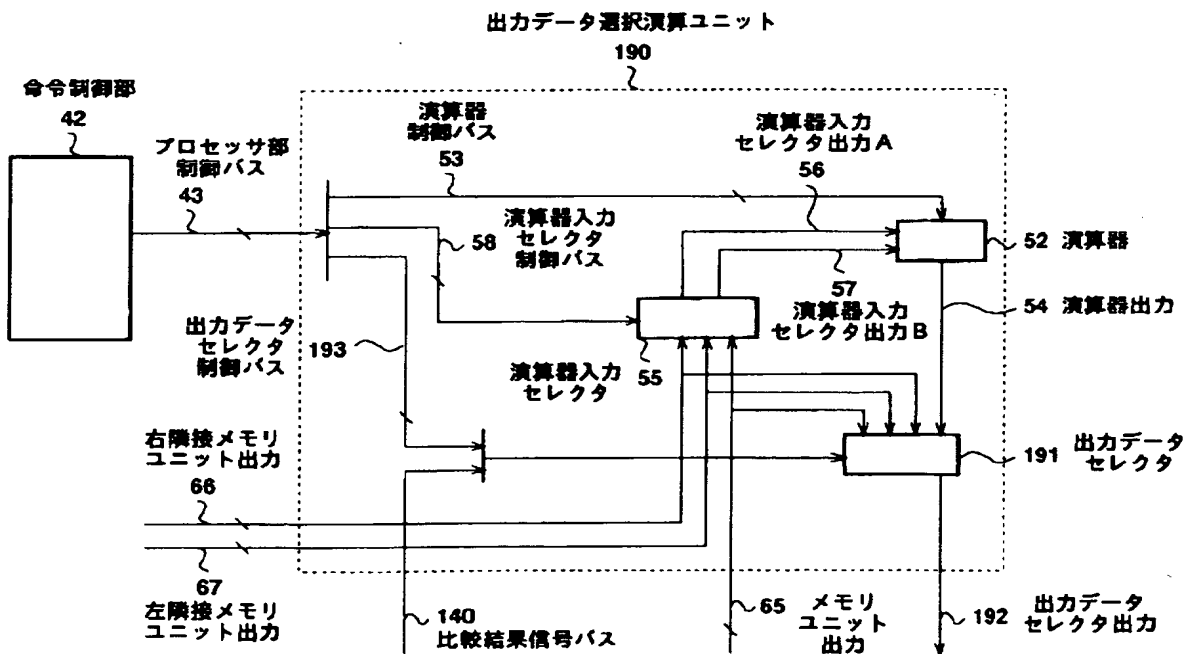 出力データ選択演算ユニット
190
命令制御部
42
プロセッサ部
制御バス
43
演算器
制御バス
53
演算器入力
セレクタ出力A
56
演算器入力
セレクタ
制御バス
58
52 演算器
57
演算器入力
セレクタ出力B
54 演算器出力
出力データ
セレクタ
制御バス
193
演算器入力
セレクタ
55
右隣接メモリ
ユニット出力
66
191 出力データ
セレクタ
67
左隣接メモリ
ユニット出力
140
比較結果信号バス
65 メモリ
ユニット
出力
192 出力データ
セレクタ出力